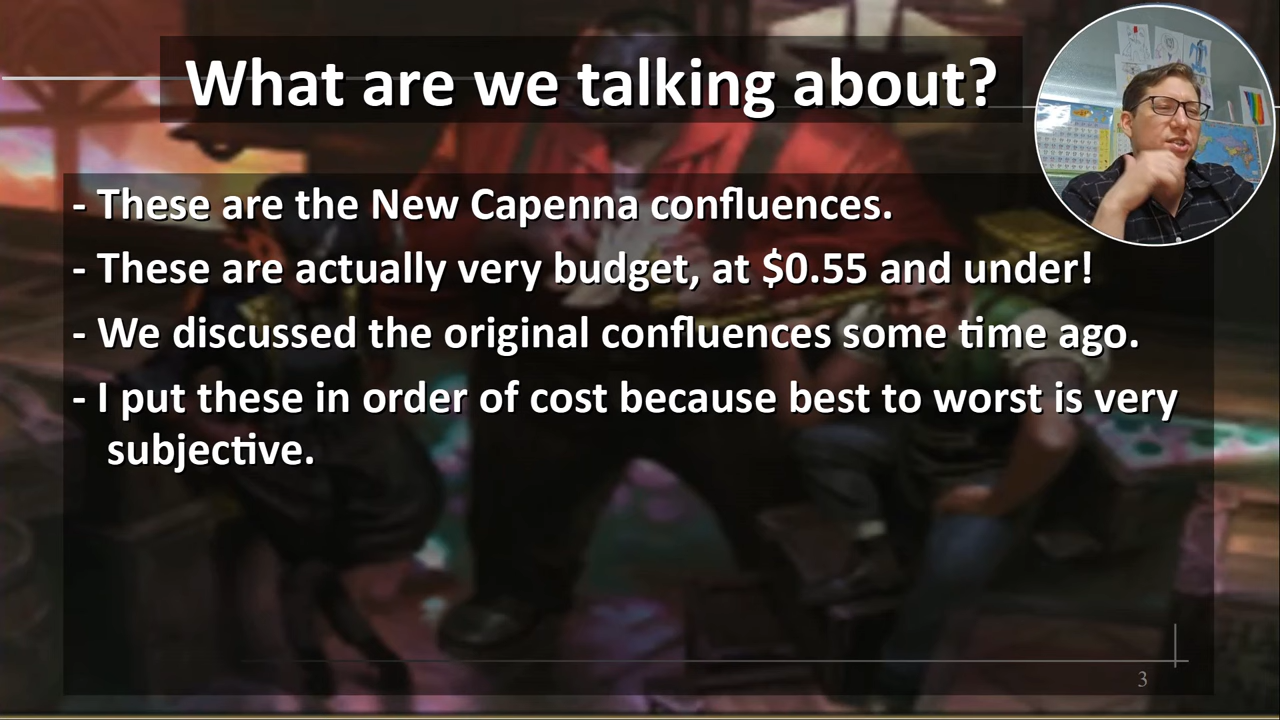 What are we talking about?
- These are the New Capenna confluences.
- These are actually very budget, at $0.55 and under!
- We discussed the original confluences some time ago.
- I put these in order of cost because best to worst is very
subjective.
3